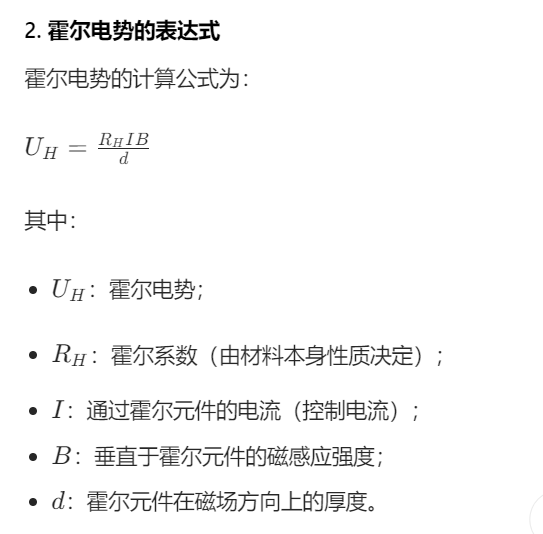 2. 霍尔电势的表达式
霍尔电势的计算公式为：
U_H = \frac{R_H I B}{d}
其中：
• U_H：霍尔电势；
• R_H：霍尔系数（由材料本身性质决定）；
• I：通过霍尔元件的电流（控制电流）；
• B：垂直于霍尔元件的磁感应强度；
• d：霍尔元件在磁场方向上的厚度。